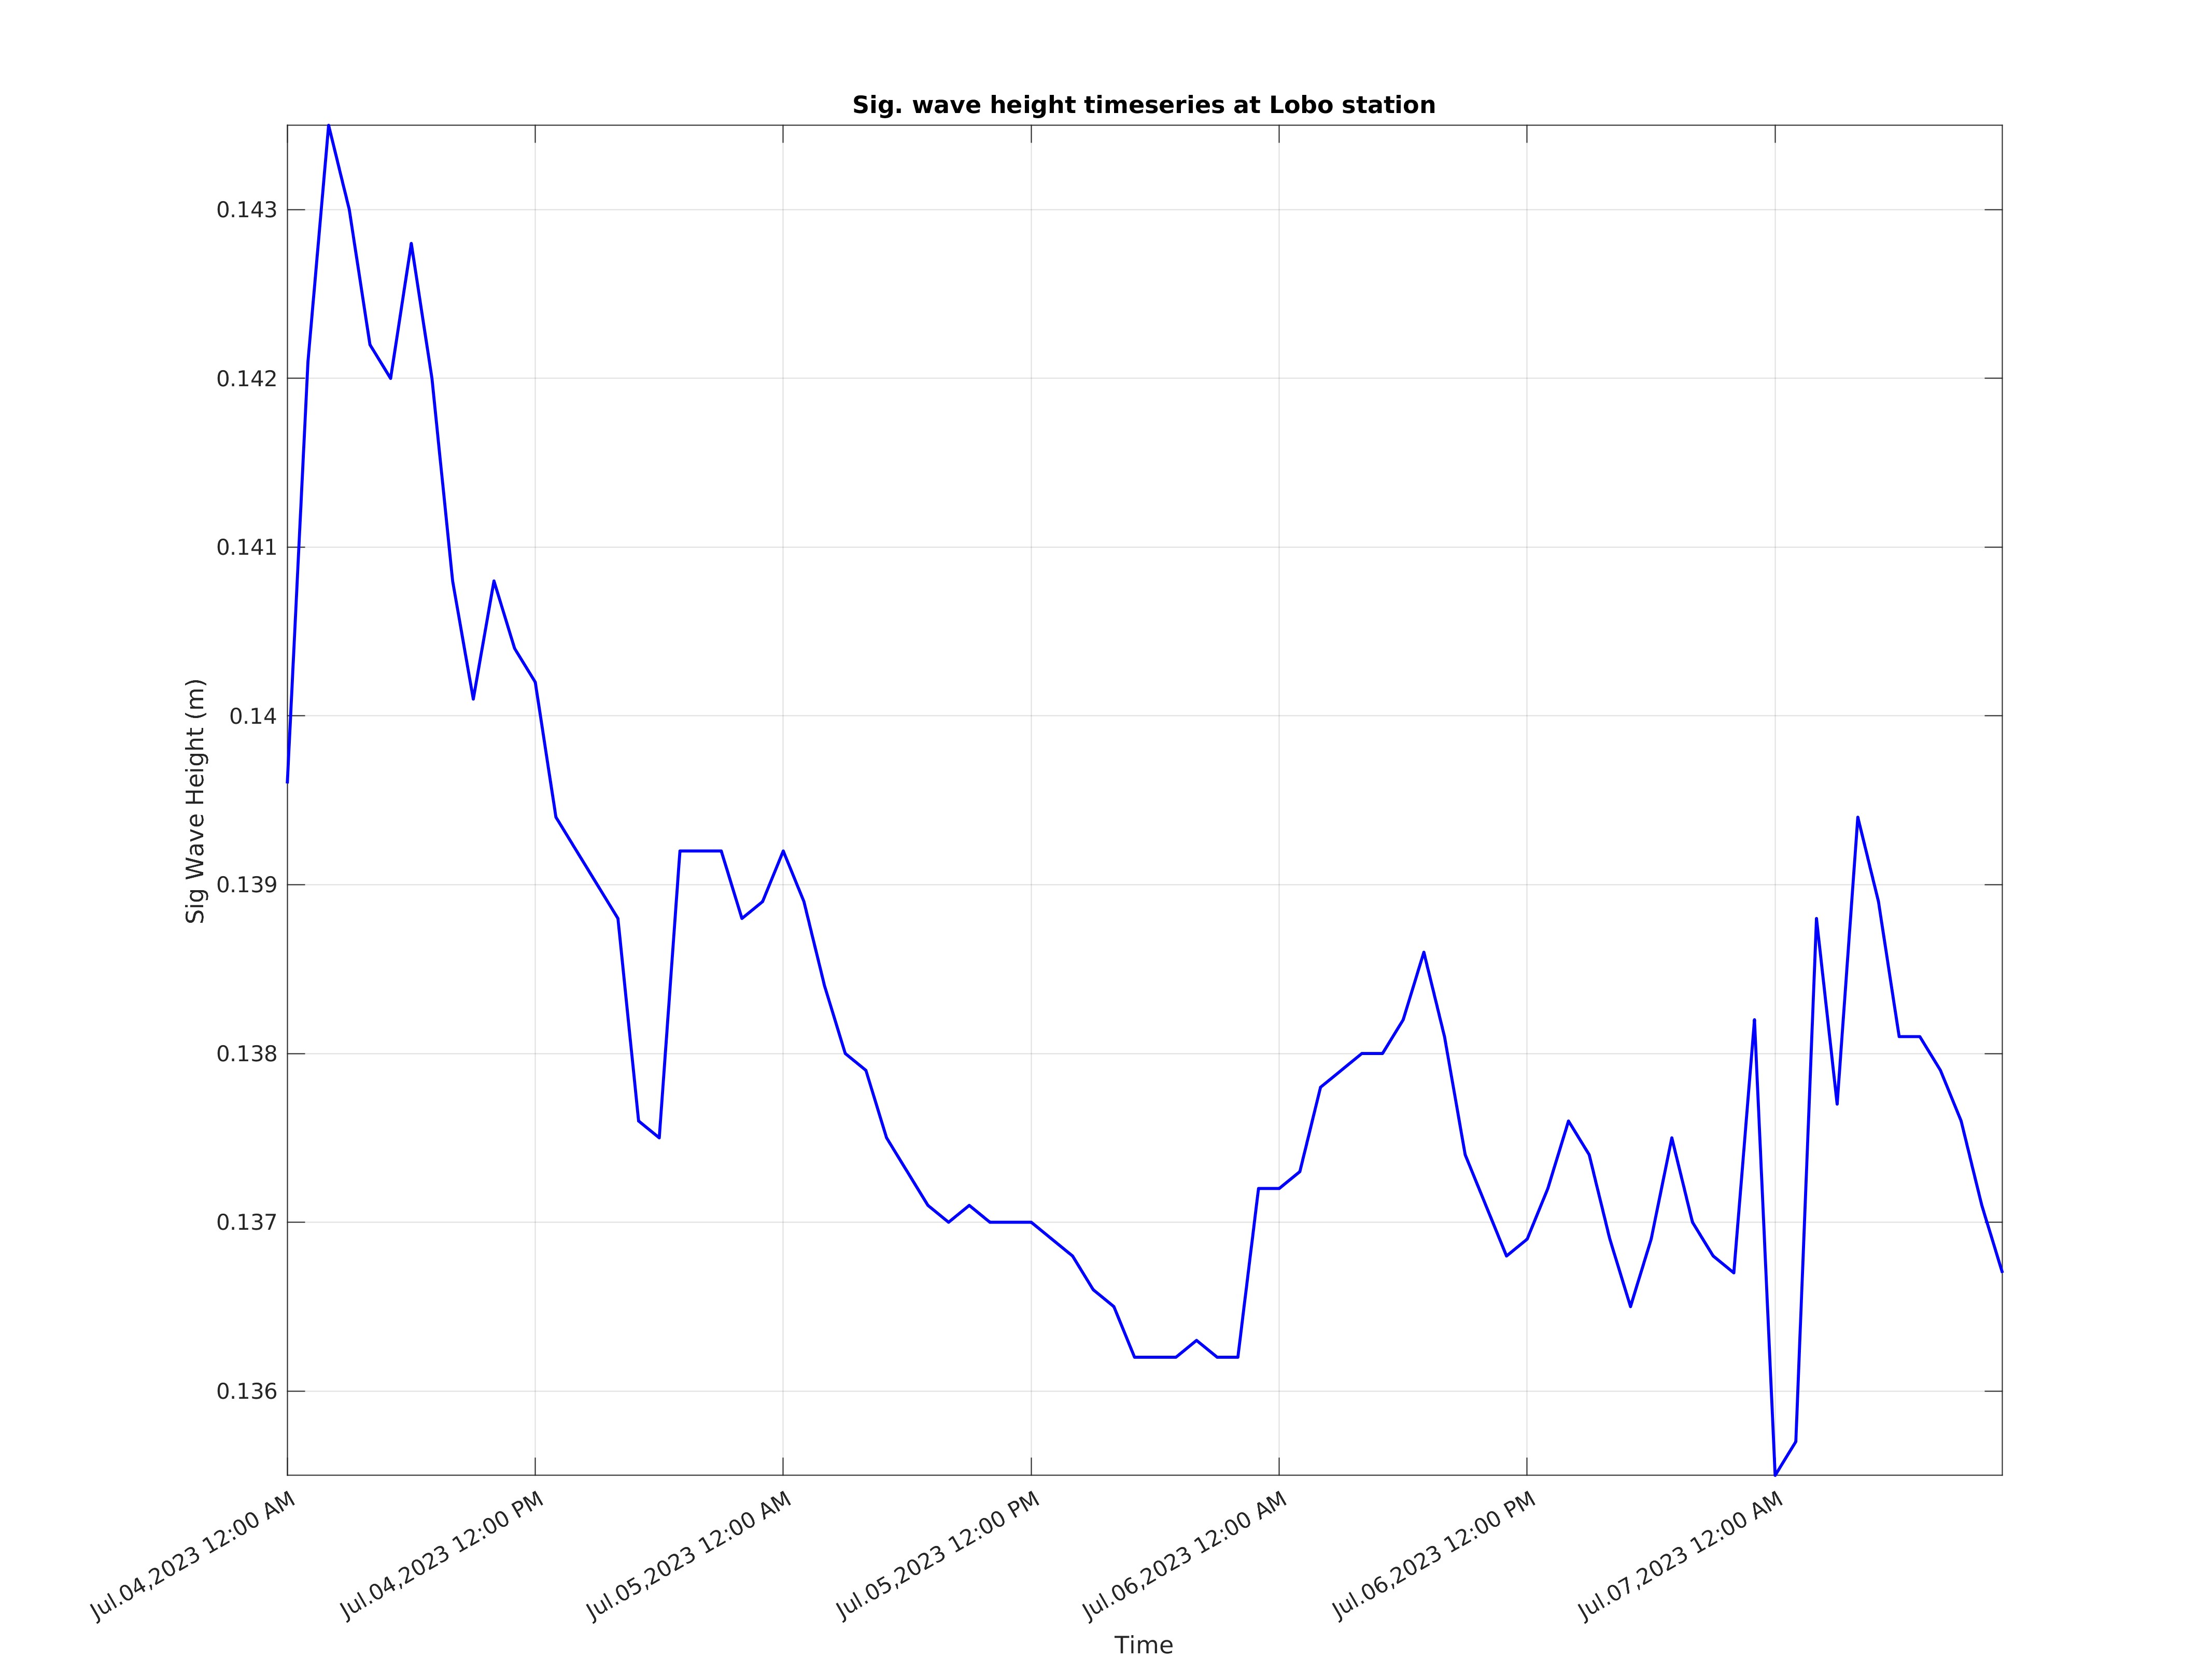 Sig. wave height timeseries at Lobo station
0.143
0.142
0.141
0.14
0.139
0.138
0.137
0.136
Sig Wave Height (m)
Jul.04,2023 12:00 AM
Jul.04,2023 12:00 PM
Jul.05,2023 12:00 AM
Jul.05,2023 12:00 PM
Jul.06,2023 12:00 AM
Jul.06,2023 12:00 PM
Jul.07,2023 12:00 AM
Time